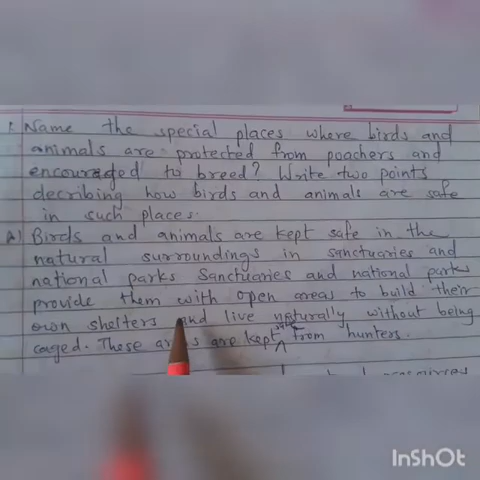 1. Name the special places where birds and
animals are protected from poachers and
encouraged to breed? Write two points
decribing how birds and animals are safe
in such places.
A) Birds and animals are kept safe in the
natural surroundings in sanctuaries and
national parks Sanctuaries and national parks
provide them with open areas to build their
own shelters and live naturally without being
caged. These are kept from hunters.
InShOt